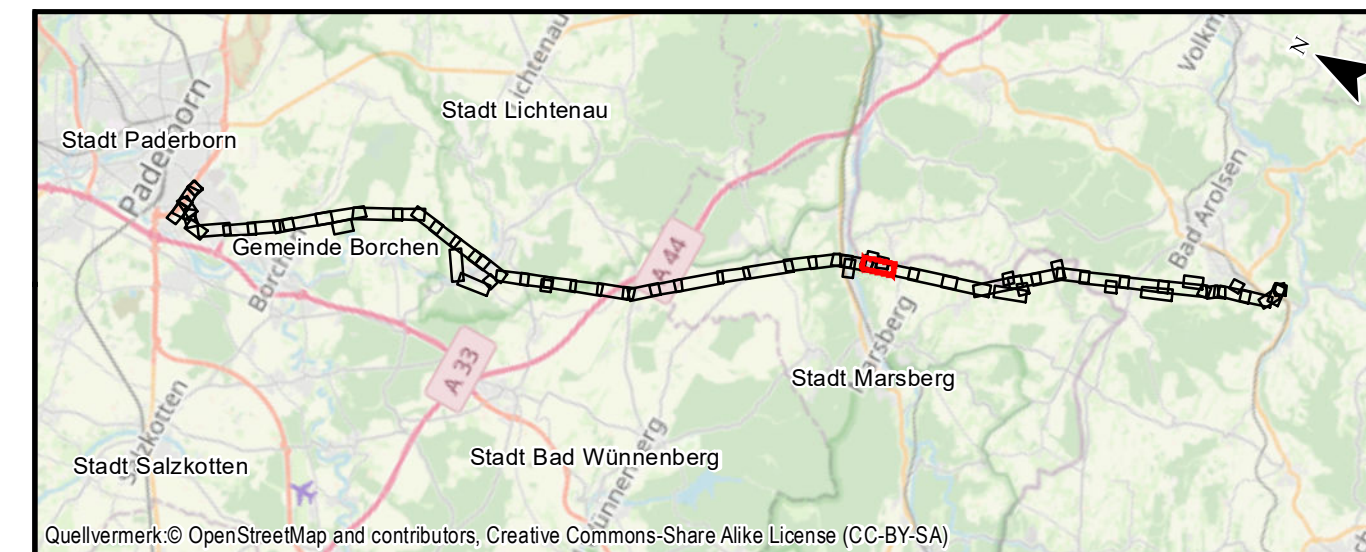 N
Volkm
Lichtenau
Stadt Lichtenau
Stadt Paderborn
Paderborn
Bad Arolsen
Gemeinde Borchen
Borchen
A 44
A 33
Marsberg
Stadt Marsberg
Salzkotten
Stadt Salzkotten
Stadt Bad Wünnenberg
Wünnenberg
Quellvermerk:© OpenStreetMap and contributors, Creative Commons-Share Alike License (CC-BY-SA)